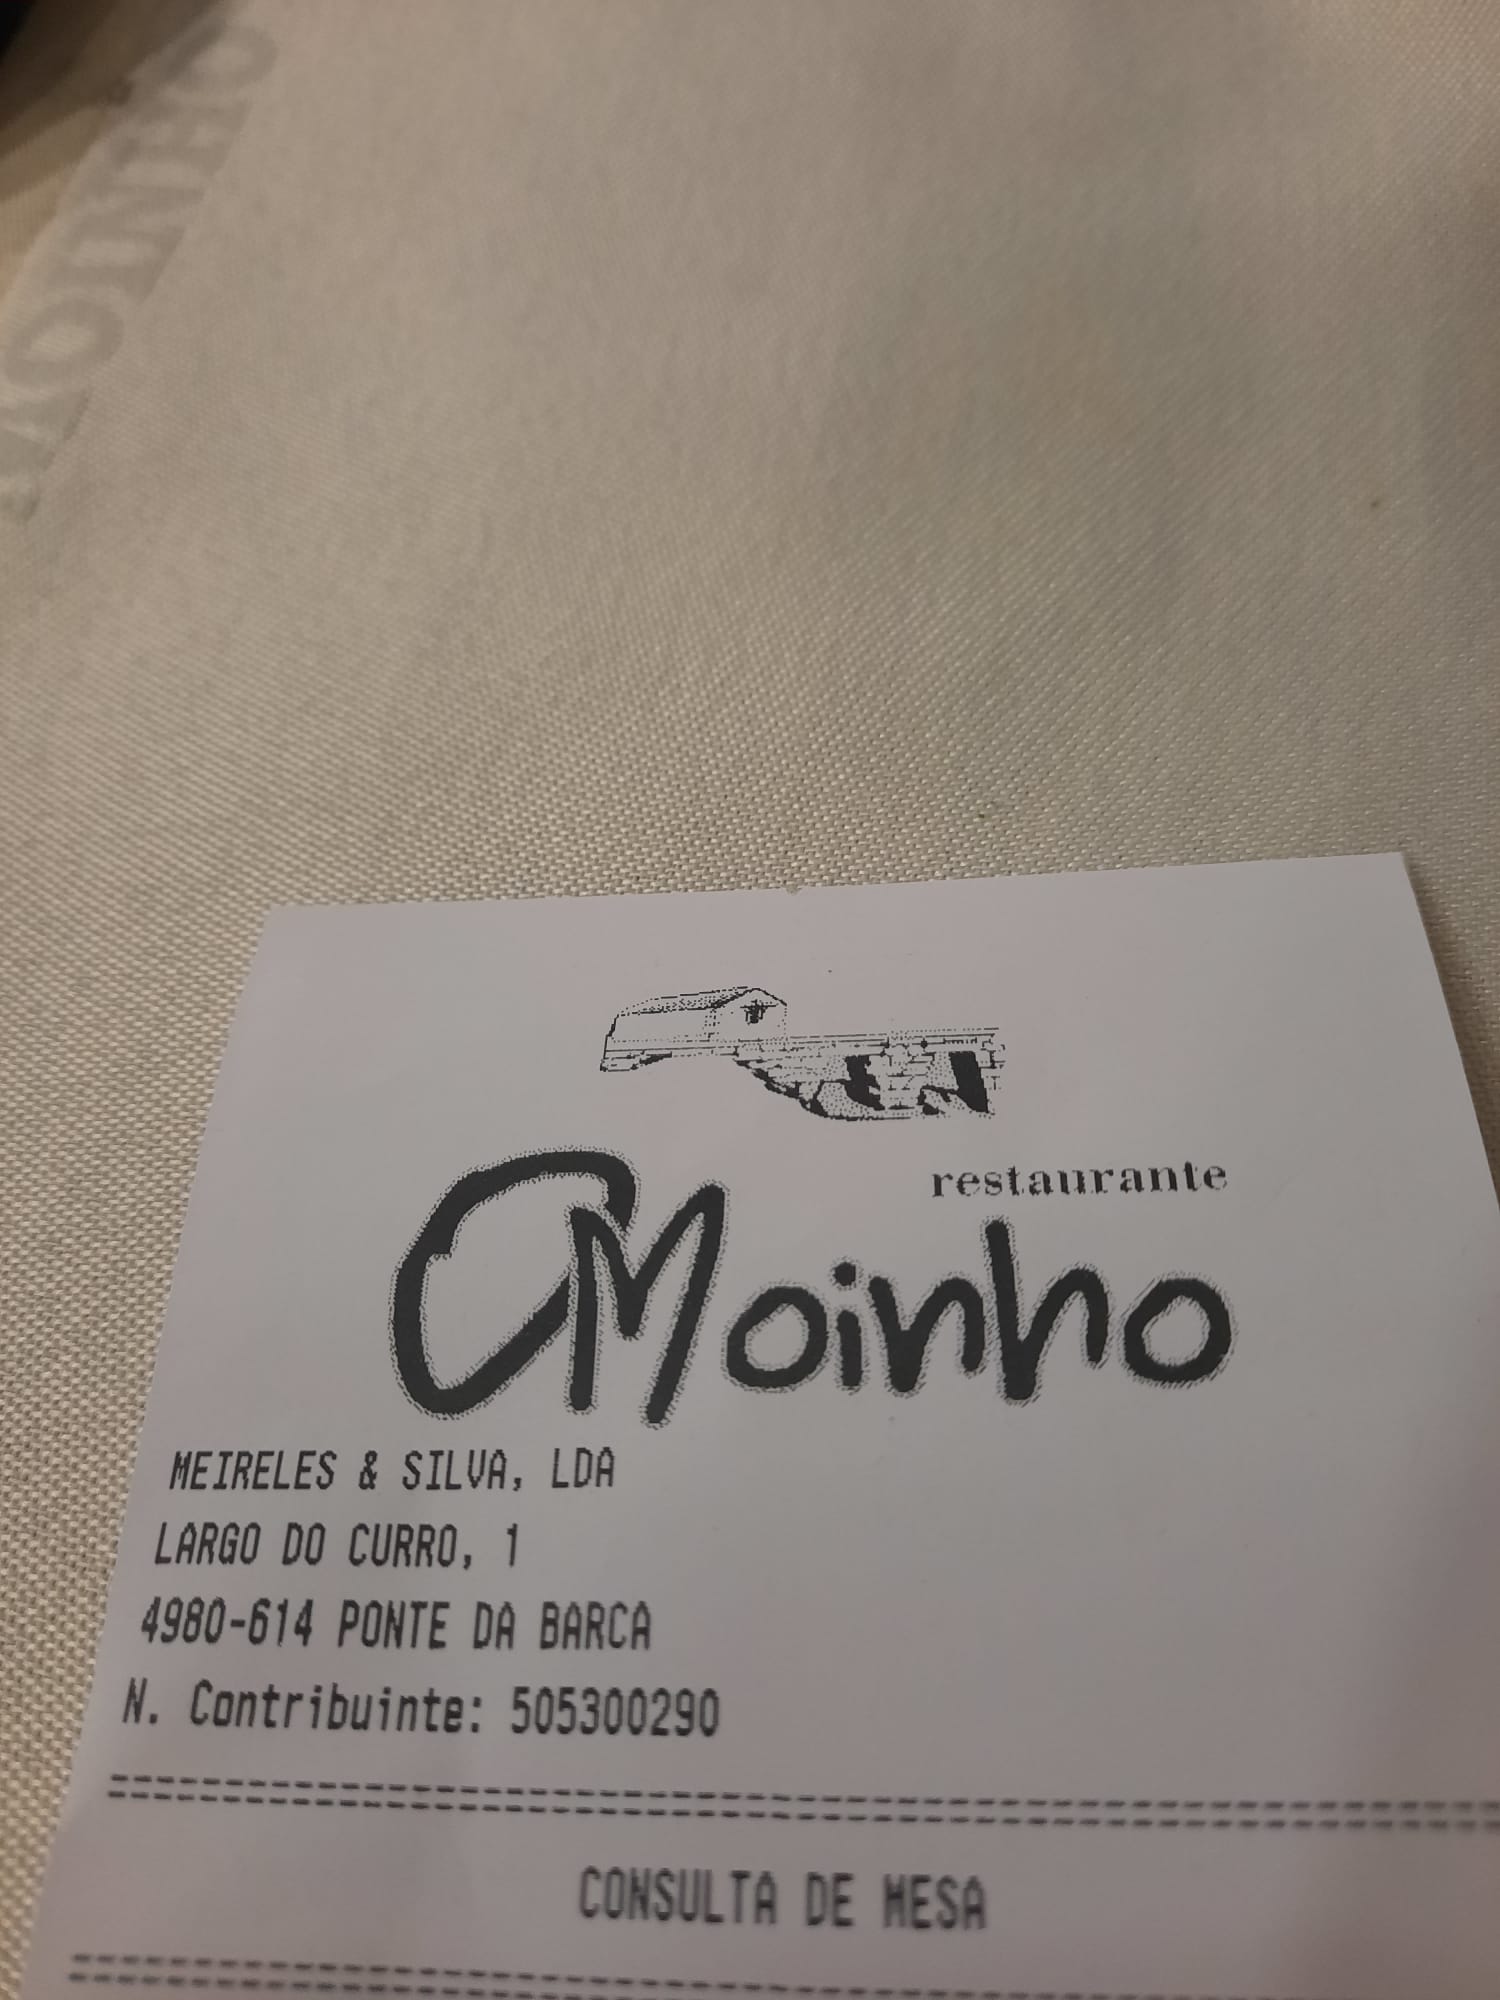 MOINHO
restaurante
O Moinho
MEIRELES & SILVA, LDA
LARGO DO CURRO, 1
4980-614 PONTE DA BARCA
N. Contribuinte: 505300290
CONSULTA DE MESA